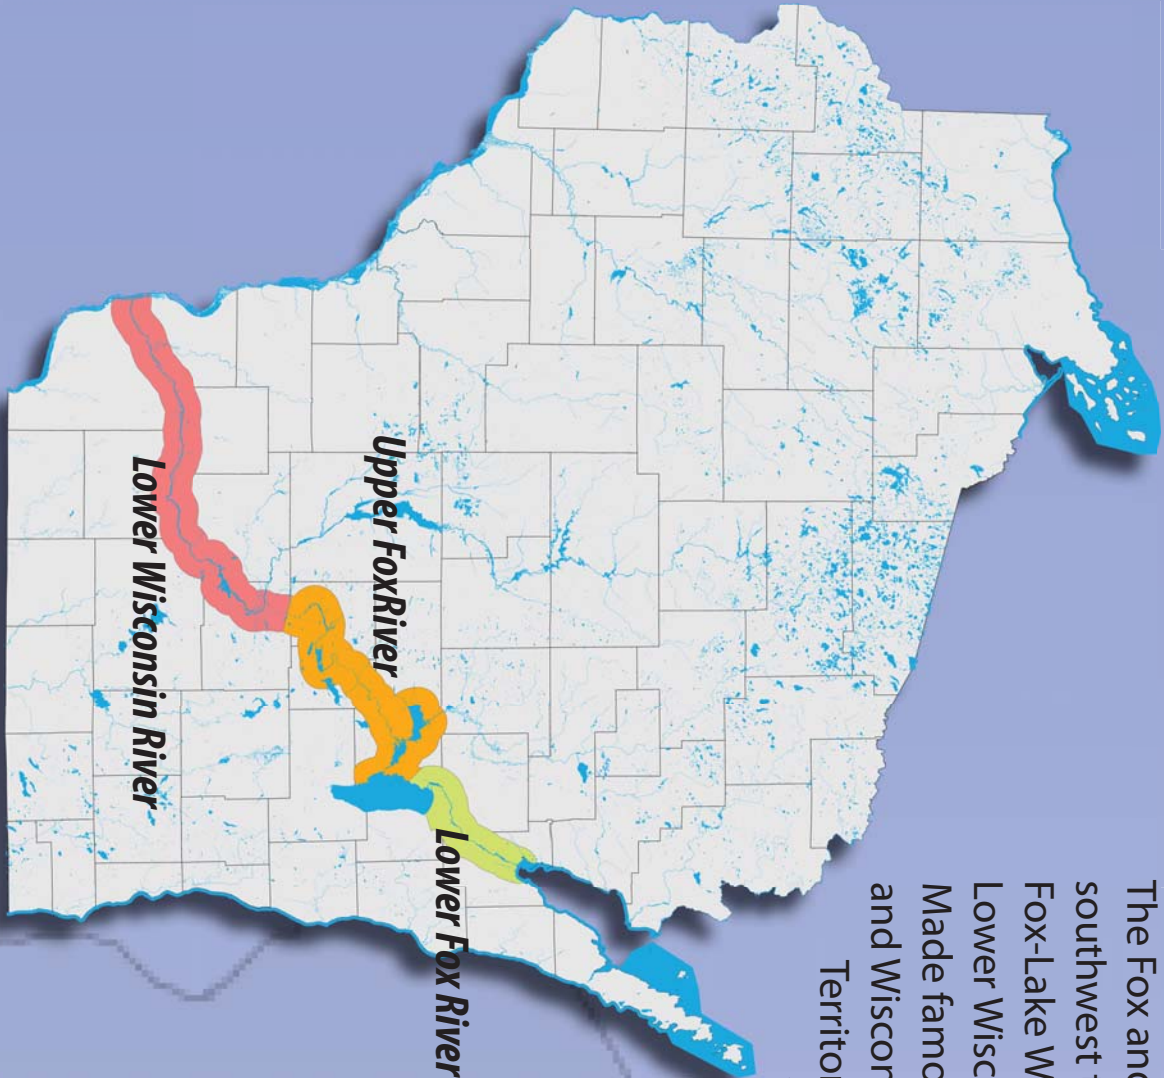 The Fox and
southwest t
Fox-Lake W
Lower Wisc
Made famo
and Wiscon
Territor
Lower Fox River
Upper FoxRiver
Lower Wisconsin River